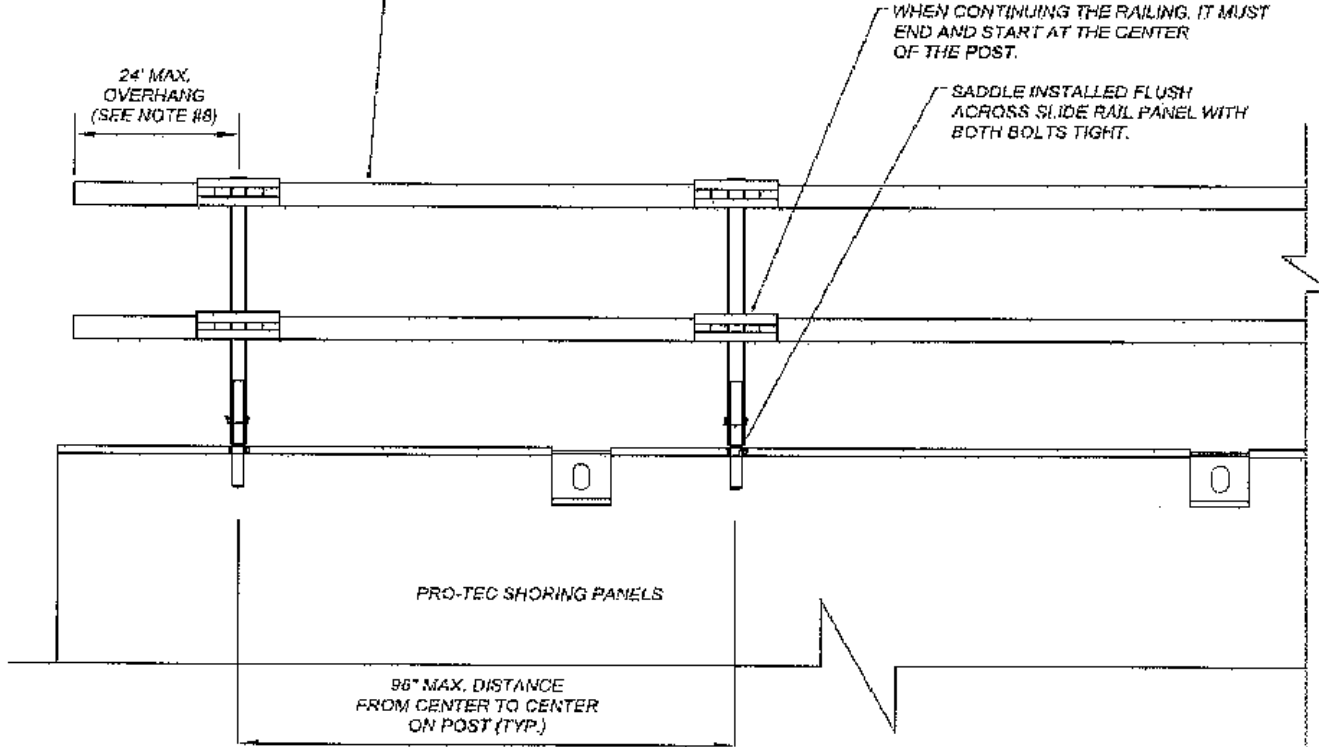 WHEN CONTINUING THE RAILING, IT MUST
END AND START AT THE CENTER
OF THE POST.
24" MAX.
OVERHANG
(SEE NOTE #8)
SADDLE INSTALLED FLUSH
ACROSS SLIDE RAIL PANEL WITH
BOTH BOLTS TIGHT.
PRO-TEC SHORING PANELS
96" MAX. DISTANCE
FROM CENTER TO CENTER
ON POST (TYP.)